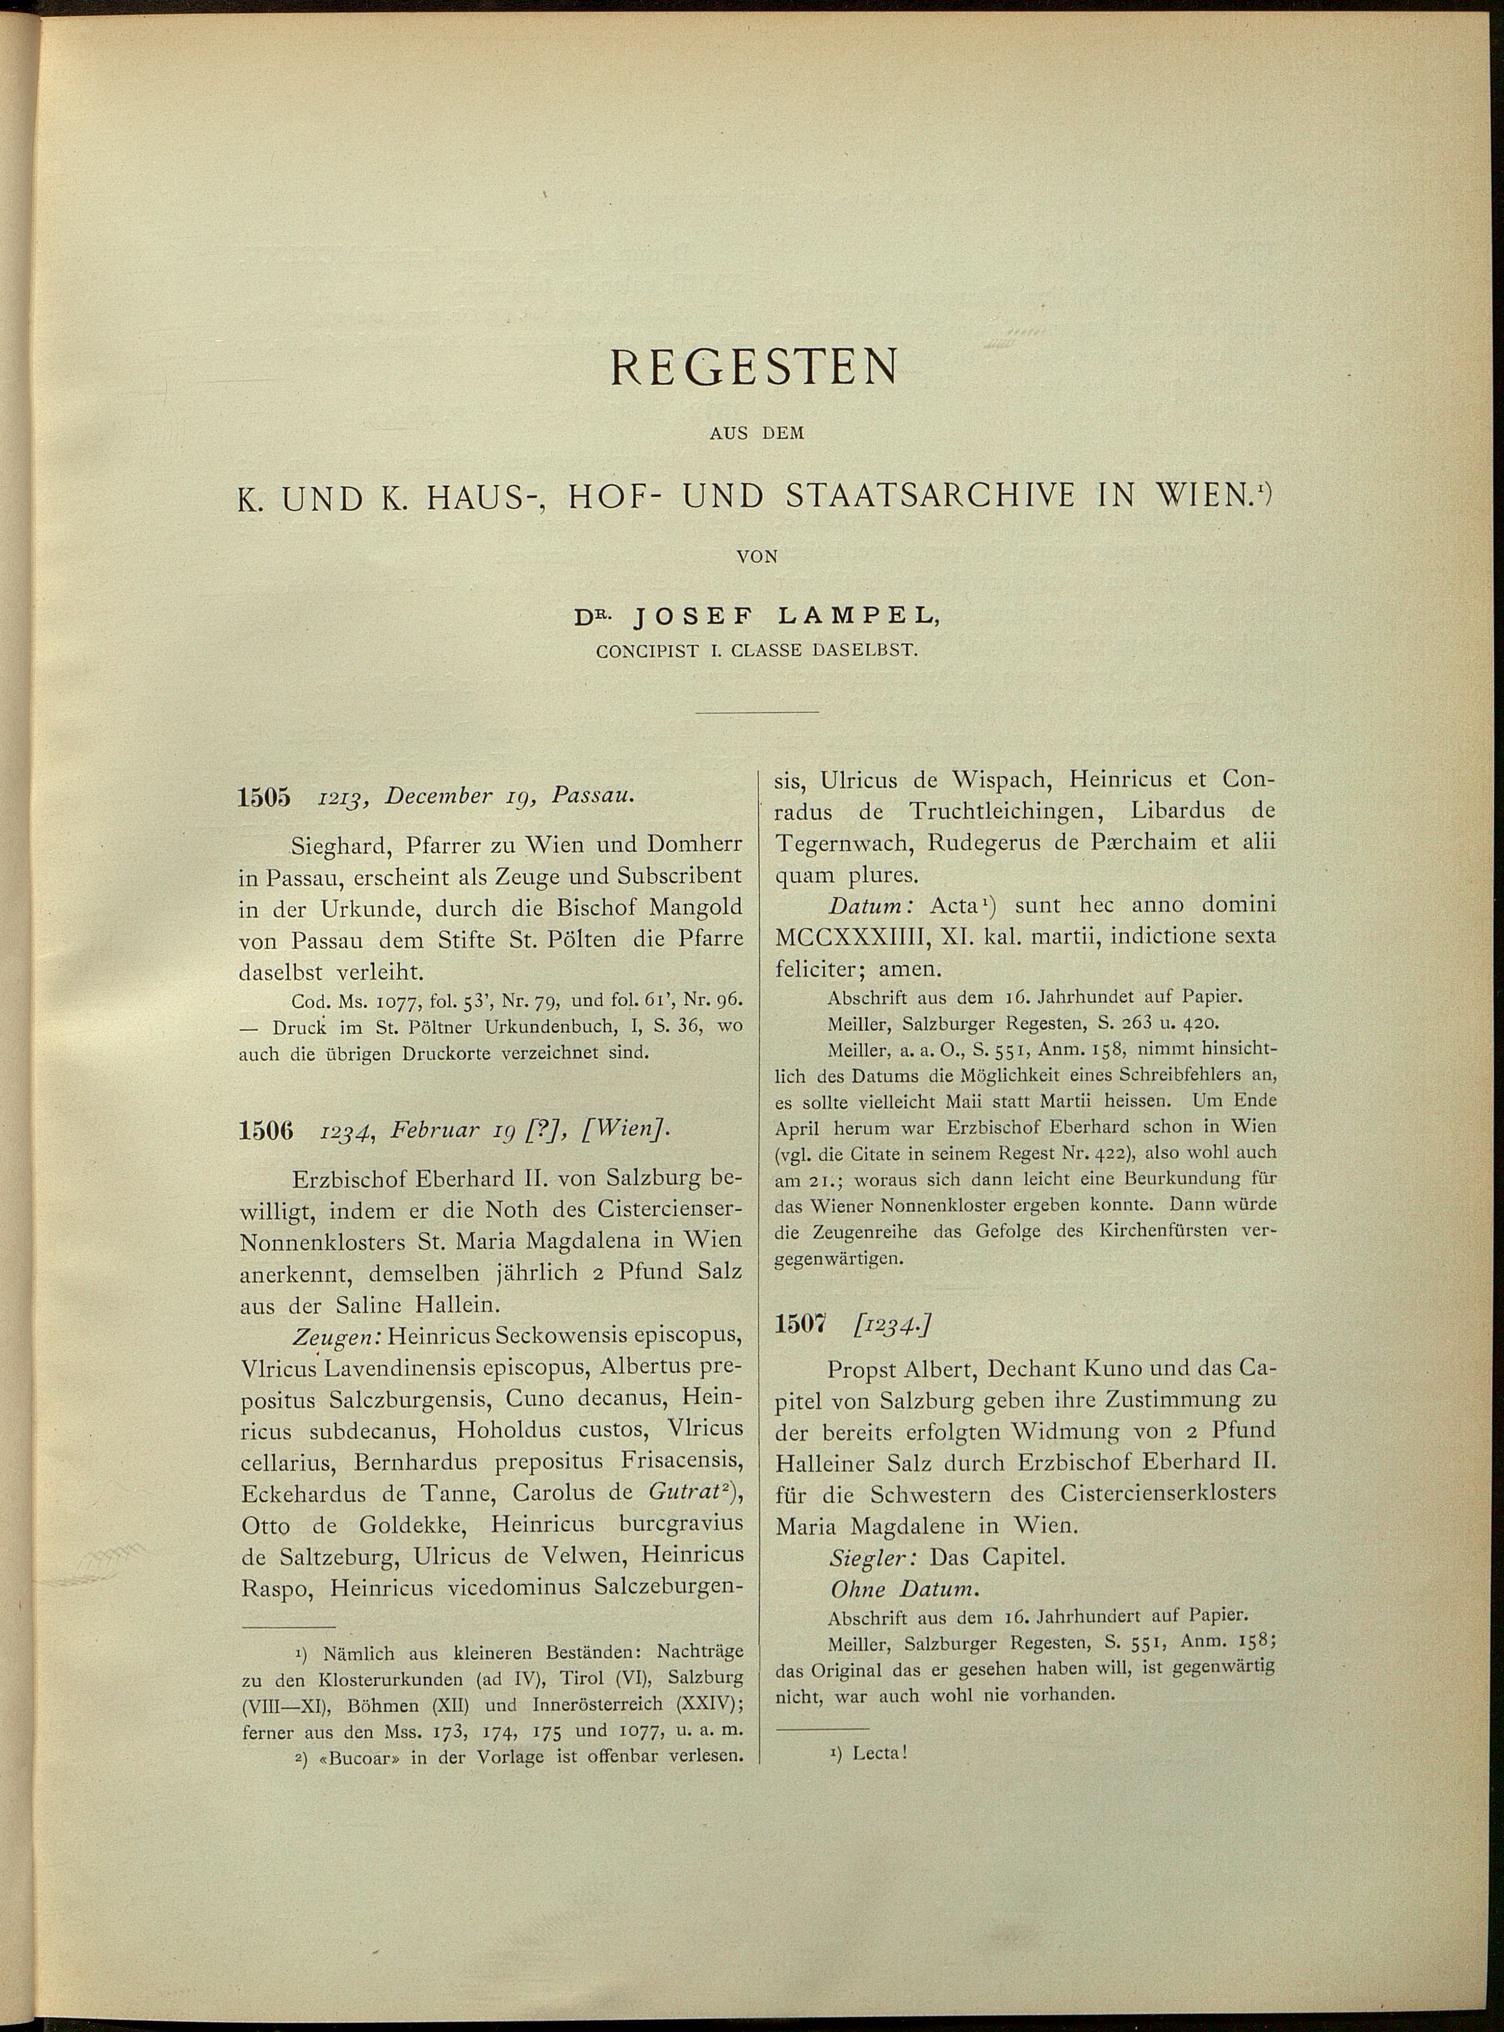 REGESTEN
AUS DEM
K. UND K. HAUS-, HOF- UND STAATSARCHIVE IN WIEN.¹)
VON
DR. JOSEF LAMPEL,
CONCIPIST I. CLASSE DASELBST.
1505 1213, December 19, Passau.
Sieghard, Pfarrer zu Wien und Domherr
in Passau, erscheint als Zeuge und Subscribent
in der Urkunde, durch die Bischof Mangold
von Passau dem Stifte St. Pölten die Pfarre
daselbst verleiht.
Cod. Ms. 1077, fol. 53’, Nr. 79, und fol. 61’, Nr. 96.
— Druck im St. Pöltner Urkundenbuch, I, S. 36, wo
auch die übrigen Druckorte verzeichnet sind.
1506 1234, Februar 19 [?], [Wien].
Erzbischof Eberhard II. von Salzburg be-
willigt, indem er die Noth des Cistercienser-
Nonnenklosters St. Maria Magdalena in Wien
anerkennt, demselben jährlich 2 Pfund Salz
aus der Saline Hallein.
Zeugen: Heinricus Seckowensis episcopus,
Vlricus Lavendinensis episcopus, Albertus pre-
positus Salczburgensis, Cuno decanus, Hein-
ricus subdecanus, Hoholdus custos, Vlricus
cellarius, Bernhardus prepositus Frisacensis,
Eckehardus de Tanne, Carolus de Gutrat²),
Otto de Goldekke, Heinricus burcgravius
de Saltzeburg, Ulricus de Velwen, Heinricus
Raspo, Heinricus vicedominus Salczeburgen-
¹) Nämlich aus kleineren Beständen: Nachträge
zu den Klosterurkunden (ad IV), Tirol (VI), Salzburg
(VIII—XI), Böhmen (XII) und Innerösterreich (XXIV);
ferner aus den Mss. 173, 174, 175 und 1077, u. a. m.
²) «Bucoar» in der Vorlage ist offenbar verlesen.
sis, Ulricus de Wispach, Heinricus et Con-
radus de Truchtleichingen, Libardus de
Tegernwach, Rudegerus de Pærchaim et alii
quam plures.
Datum: Acta¹) sunt hec anno domini
MCCXXXIIII, XI. kal. martii, indictione sexta
feliciter; amen.
Abschrift aus dem 16. Jahrhundet auf Papier.
Meiller, Salzburger Regesten, S. 263 u. 420.
Meiller, a. a. O., S. 551, Anm. 158, nimmt hinsicht-
lich des Datums die Möglichkeit eines Schreibfehlers an,
es sollte vielleicht Maii statt Martii heissen. Um Ende
April herum war Erzbischof Eberhard schon in Wien
(vgl. die Citate in seinem Regest Nr. 422), also wohl auch
am 21.; woraus sich dann leicht eine Beurkundung für
das Wiener Nonnenkloster ergeben konnte. Dann würde
die Zeugenreihe das Gefolge des Kirchenfürsten ver-
gegenwärtigen.
1507 [1234.]
Propst Albert, Dechant Kuno und das Ca-
pitel von Salzburg geben ihre Zustimmung zu
der bereits erfolgten Widmung von 2 Pfund
Halleiner Salz durch Erzbischof Eberhard II.
für die Schwestern des Cistercienserklosters
Maria Magdalene in Wien.
Siegler: Das Capitel.
Ohne Datum.
Abschrift aus dem 16. Jahrhundert auf Papier.
Meiller, Salzburger Regesten, S. 551, Anm. 158;
das Original das er gesehen haben will, ist gegenwärtig
nicht, war auch wohl nie vorhanden.
¹) Lecta!